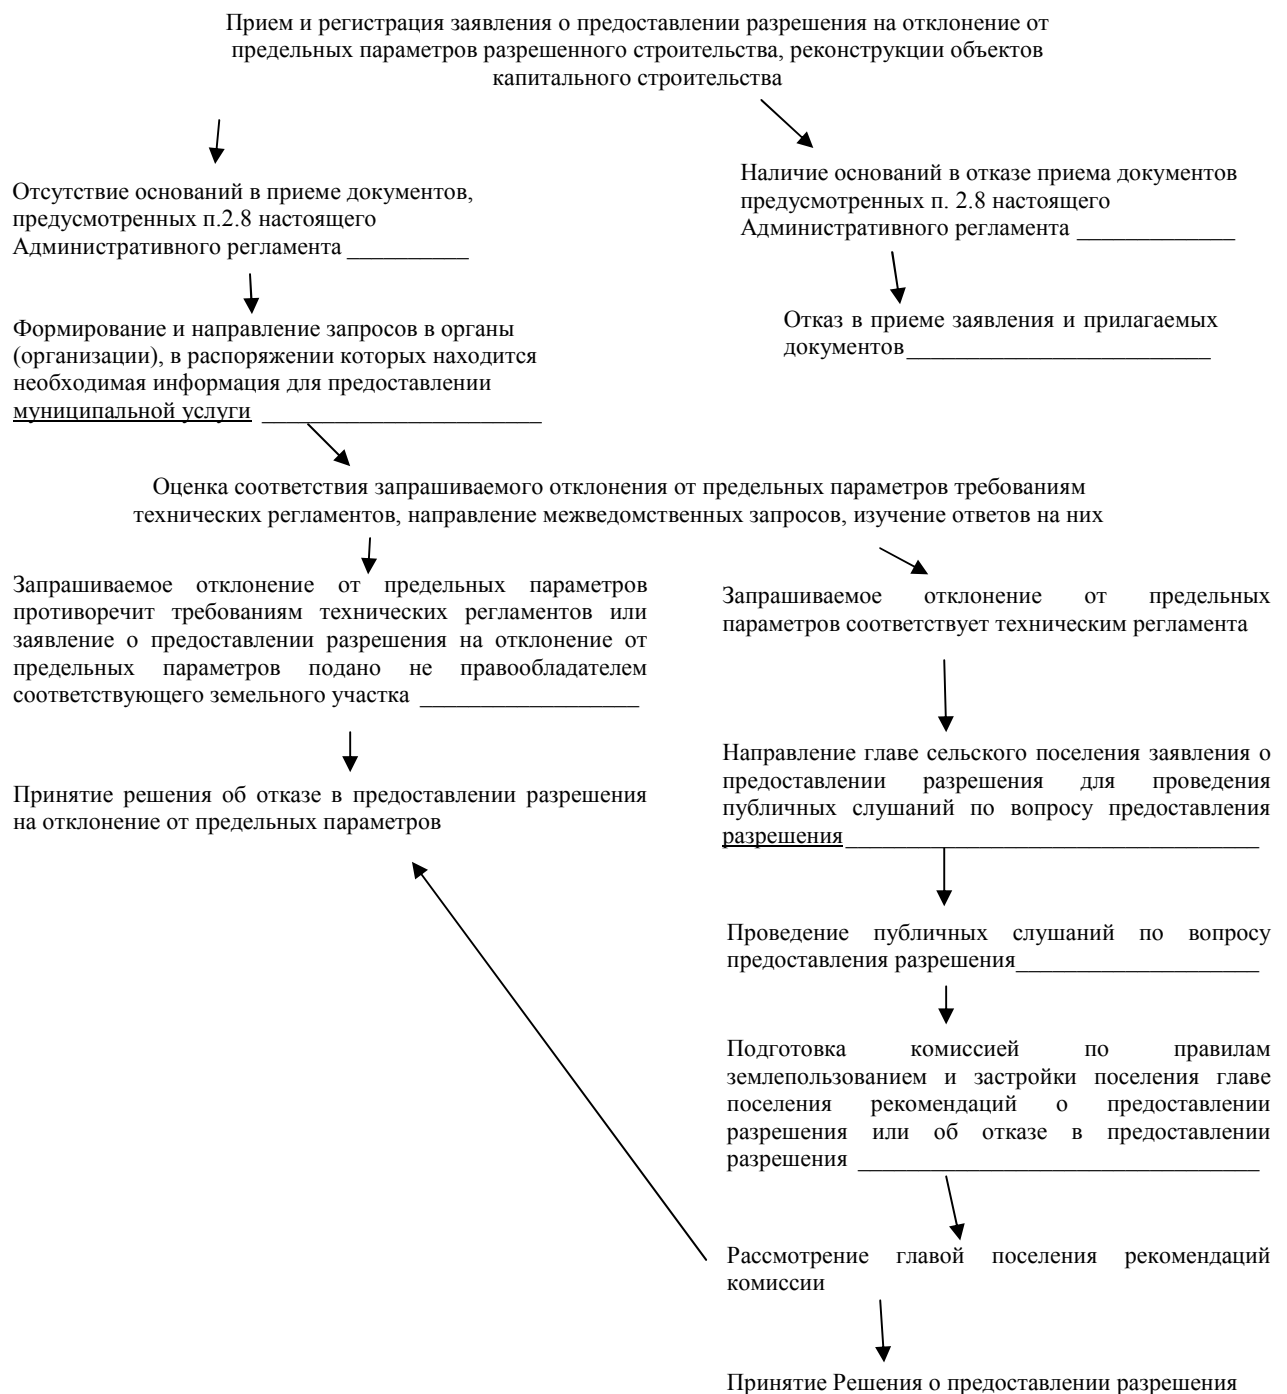 Прием и регистрация заявления о предоставлении разрешения на отклонение от
предельных параметров разрешенного строительства, реконструкции объектов
капитального строительства
Отсутствие оснований в приеме документов,
предусмотренных п.2.8 настоящего
Административного регламента __________
Наличие оснований в отказе приема документов
предусмотренных п. 2.8 настоящего
Административного регламента _____________
Формирование и направление запросов в органы
(организации), в распоряжении которых находится
необходимая информация для предоставлении
муниципальной услуги _______________________
Отказ в приеме заявления и прилагаемых
документов_________________________
Оценка соответствия запрашиваемого отклонения от предельных параметров требованиям
технических регламентов, направление межведомственных запросов, изучение ответов на них
Запрашиваемое отклонение от предельных параметров
противоречит требованиям технических регламентов или
заявление о предоставлении разрешения на отклонение от
предельных параметров подано не правообладателем
соответствующего земельного участка __________________
Запрашиваемое отклонение от предельных
параметров соответствует техническим регламента
Принятие решения об отказе в предоставлении разрешения
на отклонение от предельных параметров
Направление главе сельского поселения заявления о
предоставлении разрешения для проведения
публичных слушаний по вопросу предоставления
разрешения__________________________________
Проведение публичных слушаний по вопросу
предоставления разрешения____________________
Подготовка комиссией по правилам
землепользованием и застройки поселения главе
поселения рекомендаций о предоставлении
разрешения или об отказе в предоставлении
разрешения _________________________________
Рассмотрение главой поселения рекомендаций
комиссии
Принятие Решения о предоставлении разрешения